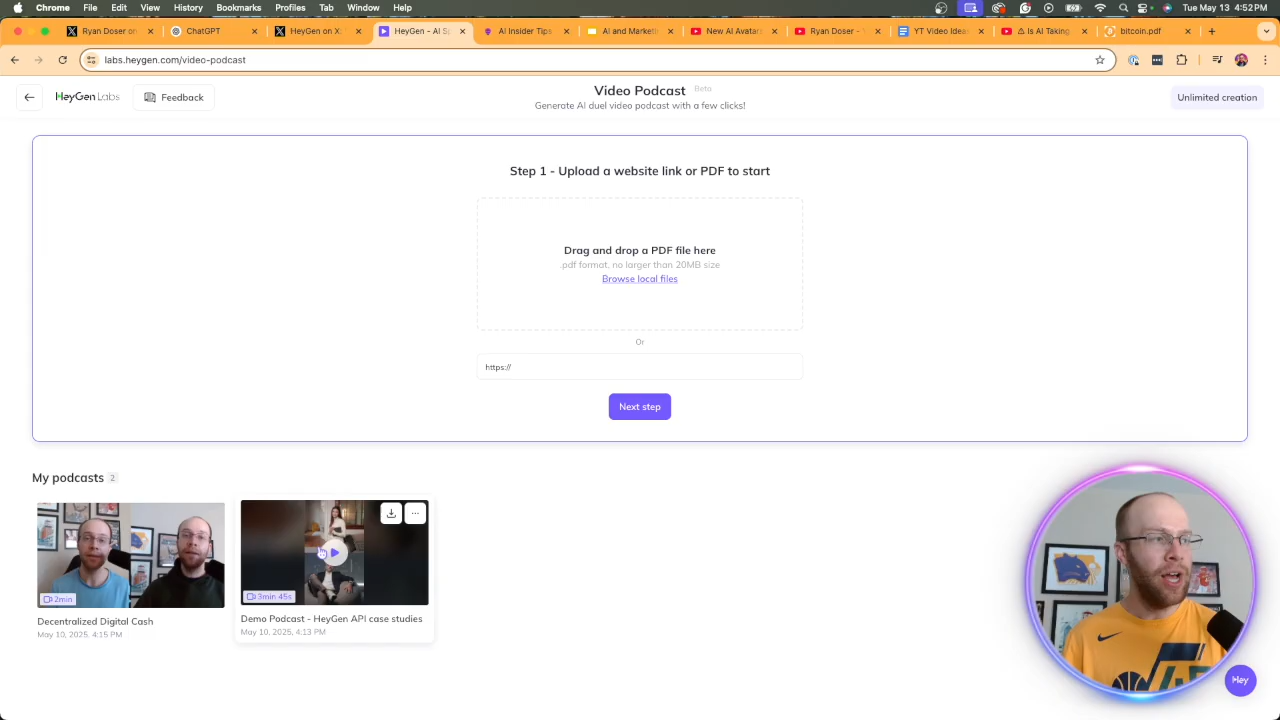 Chrome File Edit View History Bookmarks Profiles Tab Window Help
Tue May 13
Ryan Doser on
ChatGPT
HeyGen on X:
HeyGen - AI Sp
AI Insider Tips
AI and Marketi
New AI Avatar
Ryan Doser - Y
YT Video Ideas
⚠ Is AI Taking
bitcoin.pdf
labs.heygen.com/video-podcast
HeyGen Labs
Feedback
Video Podcast Beta
Generate AI duel video podcast with a few clicks!
Unlimited creation
Step 1 - Upload a website link or PDF to start
Drag and drop a PDF file here
.pdf format, no larger than 20MB size
Browse local files
Or
https://
Next step
My podcasts 2
2min
3min 45s
Decentralized Digital Cash
May 10, 2025, 4:15 PM
Demo Podcast - HeyGen API case studies
May 10, 2025, 4:13 PM
Hey